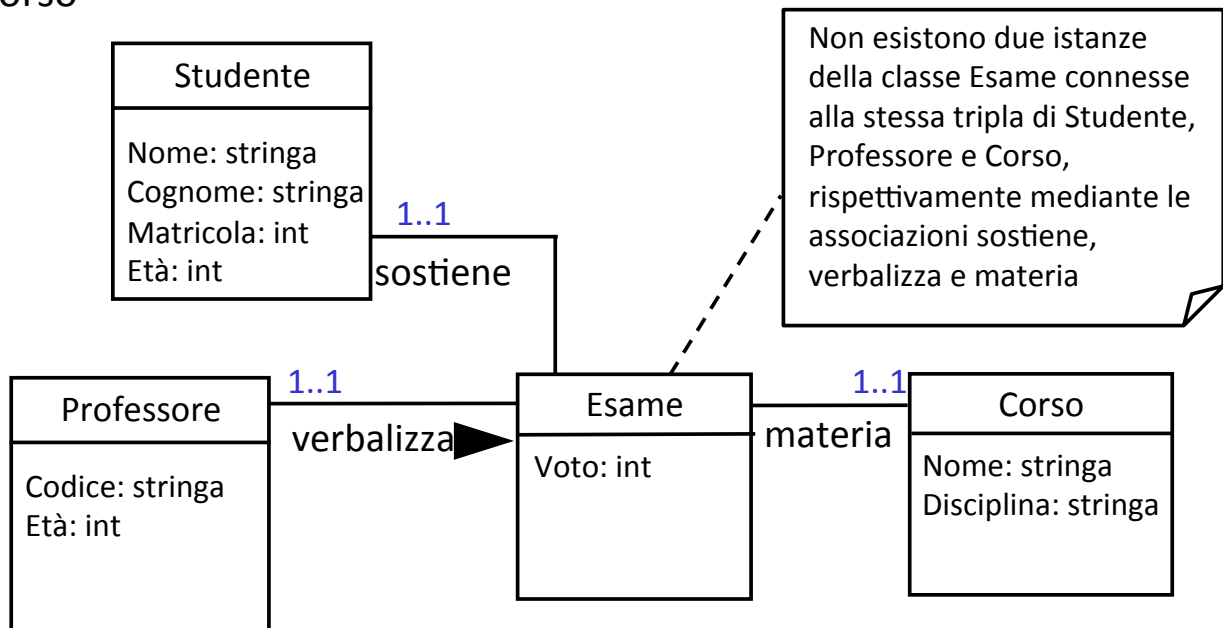 Studente
Nome: stringa
Cognome: stringa
Matricola: int
Età: int
1..1
sostiene
Non esistono due istanze
della classe Esame connesse
alla stessa tripla di Studente,
Professore e Corso,
rispettivamente mediante le
associazioni sostiene,
verbalizza e materia
Professore
Codice: stringa
Età: int
1..1
verbalizza
Esame
Voto: int
1..1
materia
Corso
Nome: stringa
Disciplina: stringa